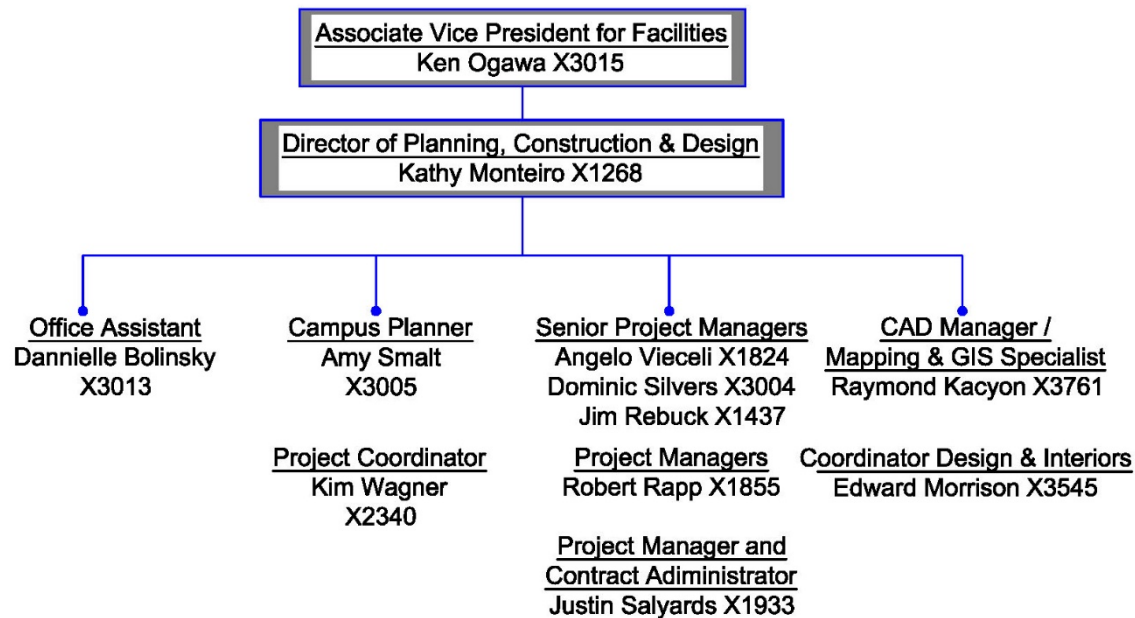 Associate Vice President for Facilities
Ken Ogawa X3015
Director of Planning, Construction & Design
Kathy Monteiro X1268
Office Assistant
Dannielle Bolinsky
X3013
Campus Planner
Amy Smalt
X3005
Project Coordinator
Kim Wagner
X2340
Senior Project Managers
Angelo Vieceli X1824
Dominic Silvers X3004
Jim Rebuck X1437
Project Managers
Robert Rapp X1855
Project Manager and
Contract Adiministrator
Justin Salyards X1933
CAD Manager /
Mapping & GIS Specialist
Raymond Kacyon X3761
Coordinator Design & Interiors
Edward Morrison X3545